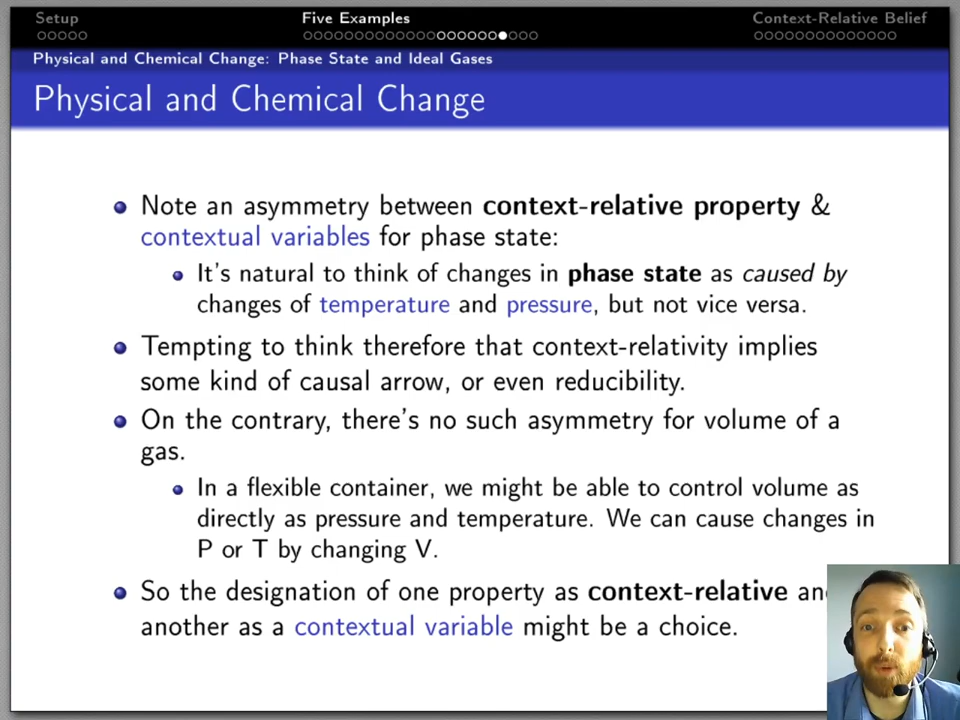 Setup
Five Examples
Context-Relative Belief
Physical and Chemical Change: Phase State and Ideal Gases
Physical and Chemical Change
Note an asymmetry between context-relative property &
contextual variables for phase state:
It's natural to think of changes in phase state as caused by
changes of temperature and pressure, but not vice versa.
Tempting to think therefore that context-relativity implies
some kind of causal arrow, or even reducibility.
On the contrary, there's no such asymmetry for volume of a
gas.
In a flexible container, we might be able to control volume as
directly as pressure and temperature. We can cause changes in
P or T by changing V.
So the designation of one property as context-relative
another as a contextual variable might be a choice.